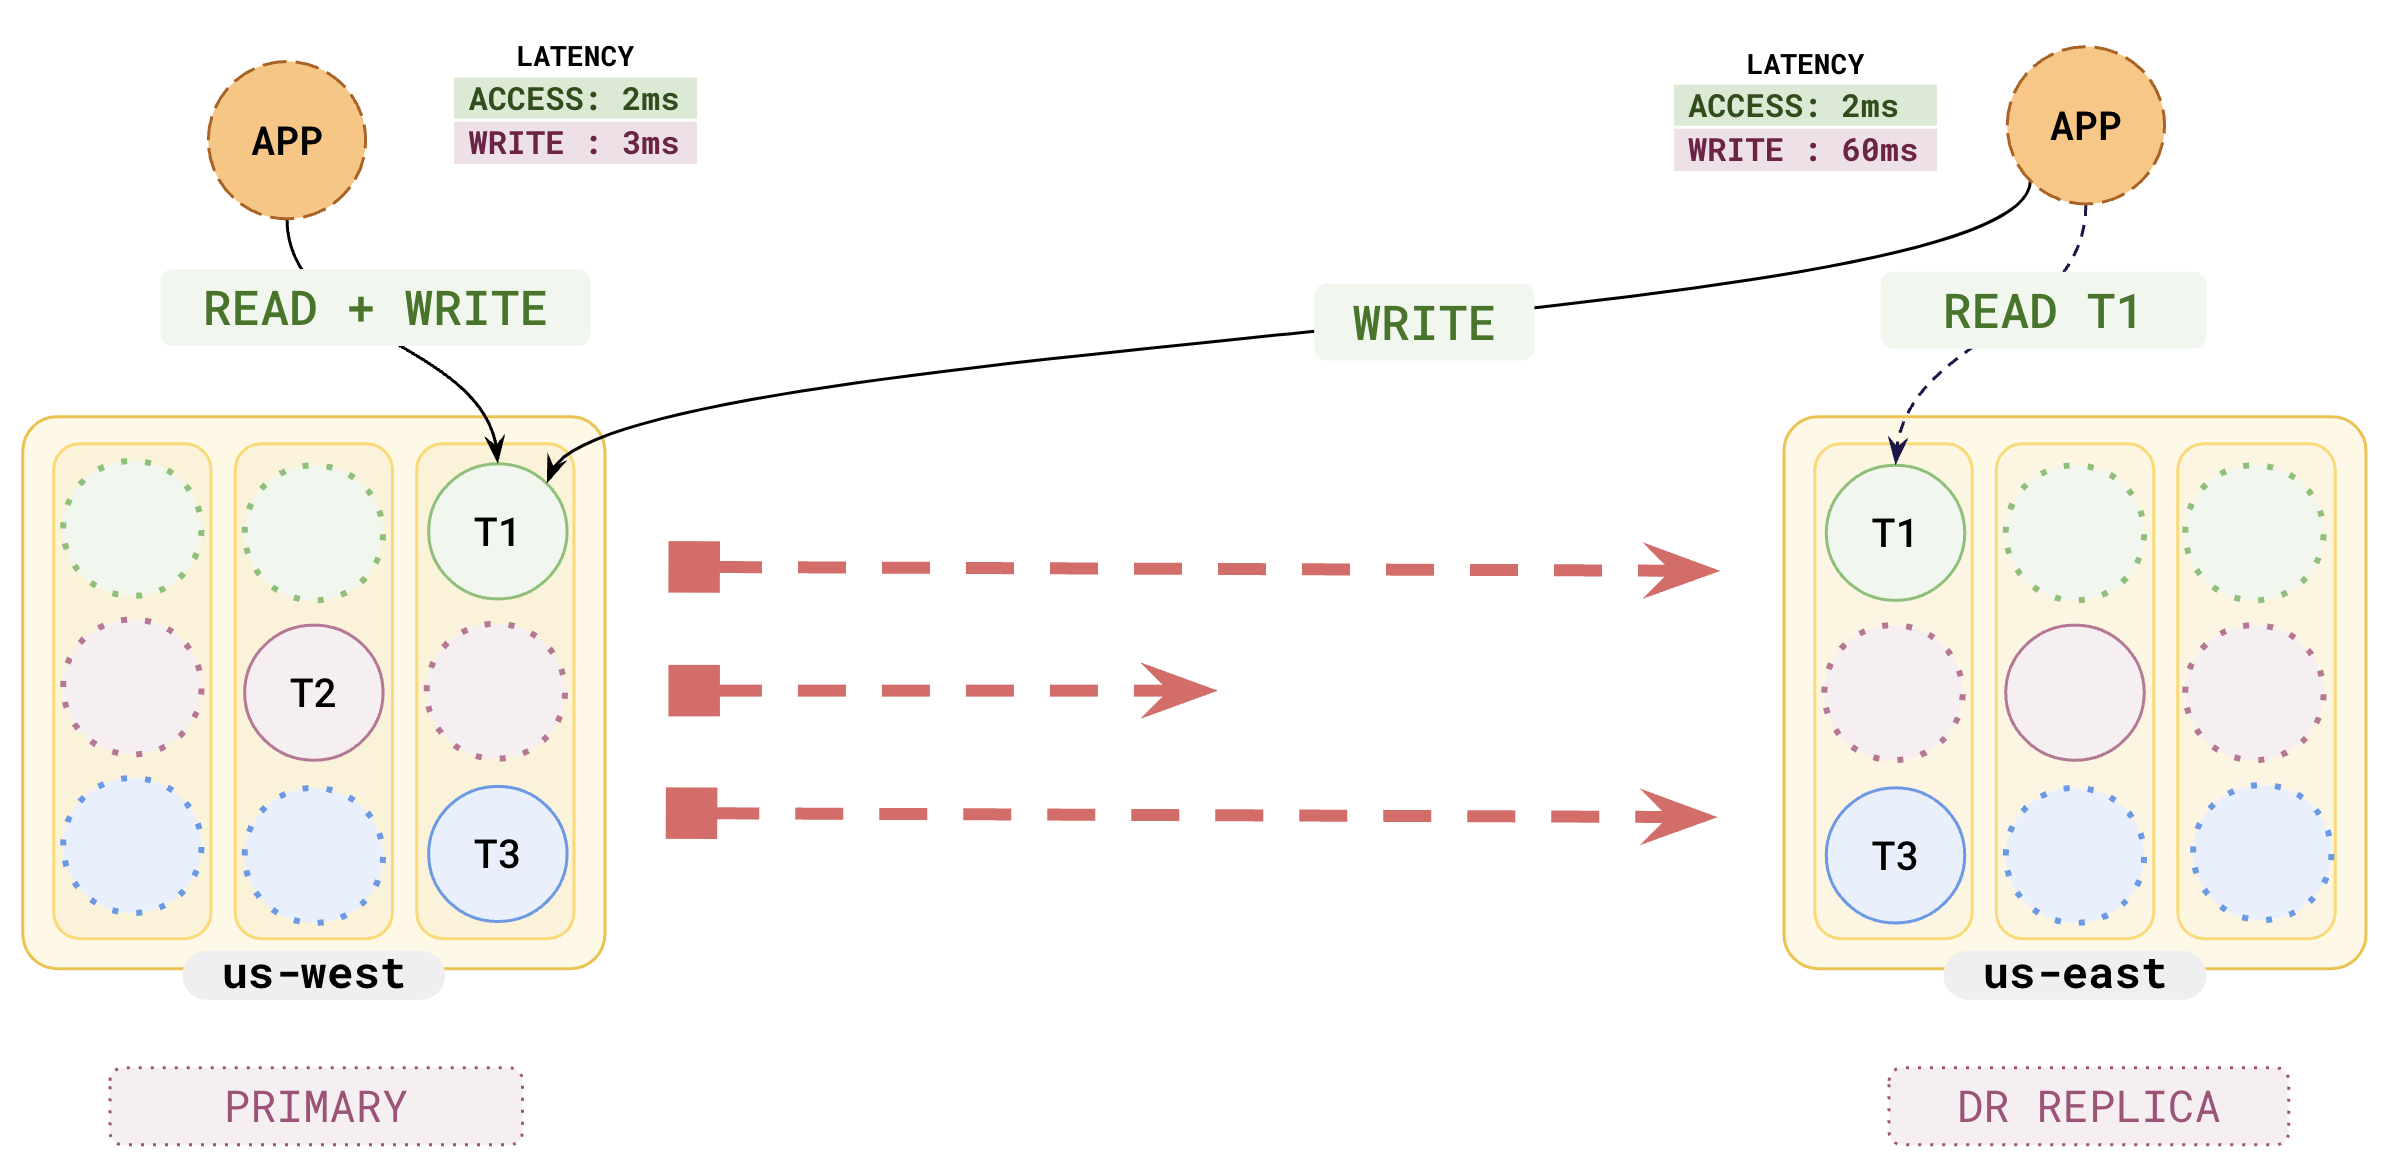 LATENCY
ACCESS: 2ms
WRITE : 3ms
APP
LATENCY
ACCESS: 2ms
WRITE : 60ms
APP
READ + WRITE
WRITE
READ T1
T1
T2
T3
us-west
T1
T3
us-east
PRIMARY
DR REPLICA